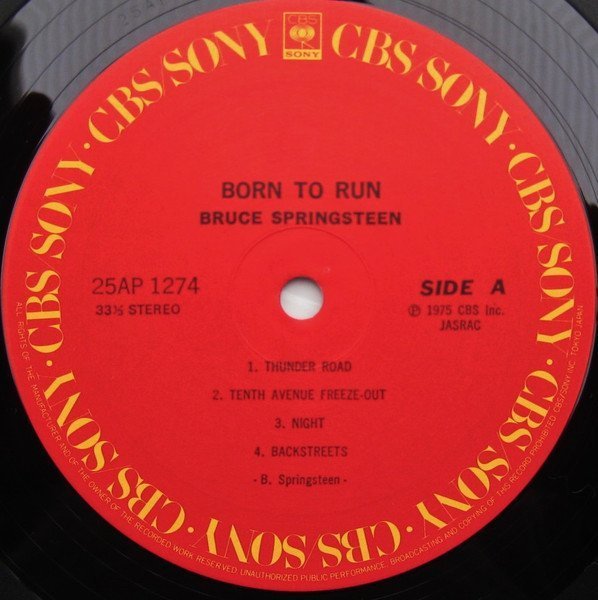 CBS
SONY
CBS/SONY · CBS/SONY · CBS/SONY · CBS/SONY · CBS/SONY · CBS/SONY · CBS/SONY · CBS SONY
BORN TO RUN
BRUCE SPRINGSTEEN
25AP 1274
33⅓ STEREO
SIDE A
Ⓟ 1975 CBS Inc.
JASRAC
1. THUNDER ROAD
2. TENTH AVENUE FREEZE-OUT
3. NIGHT
4. BACKSTREETS
- B. Springsteen -
ALL RIGHTS OF THE MANUFACTURER AND OF THE OWNER OF THE RECORDED WORK RESERVED UNAUTHORIZED PUBLIC PERFORMANCE, BROADCASTING AND COPYING OF THIS RECORD PROHIBITED CBS/SONY INC. TOKYO JAPAN